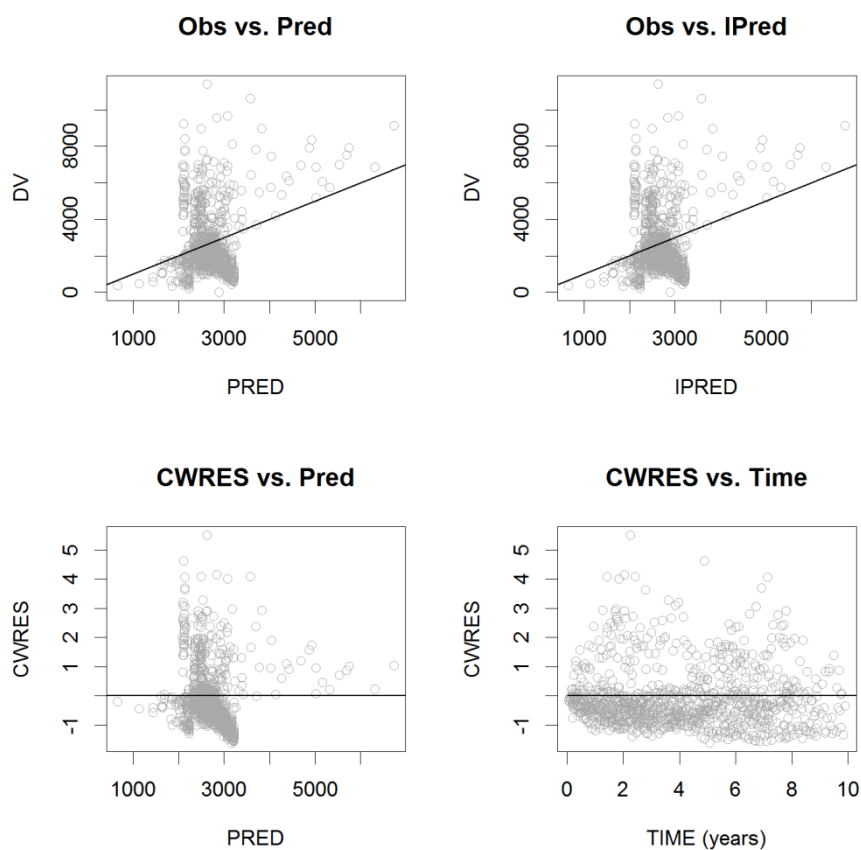 Obs vs. Pred
DV
0 4000 8000
1000 3000 5000
PRED
Obs vs. IPred
DV
0 4000 8000
1000 3000 5000
IPRED
CWRES vs. Pred
CWRES
-1 1 2 3 4 5
1000 3000 5000
PRED
CWRES vs. Time
CWRES
-1 1 2 3 4 5
0 2 4 6 8 10
TIME (years)